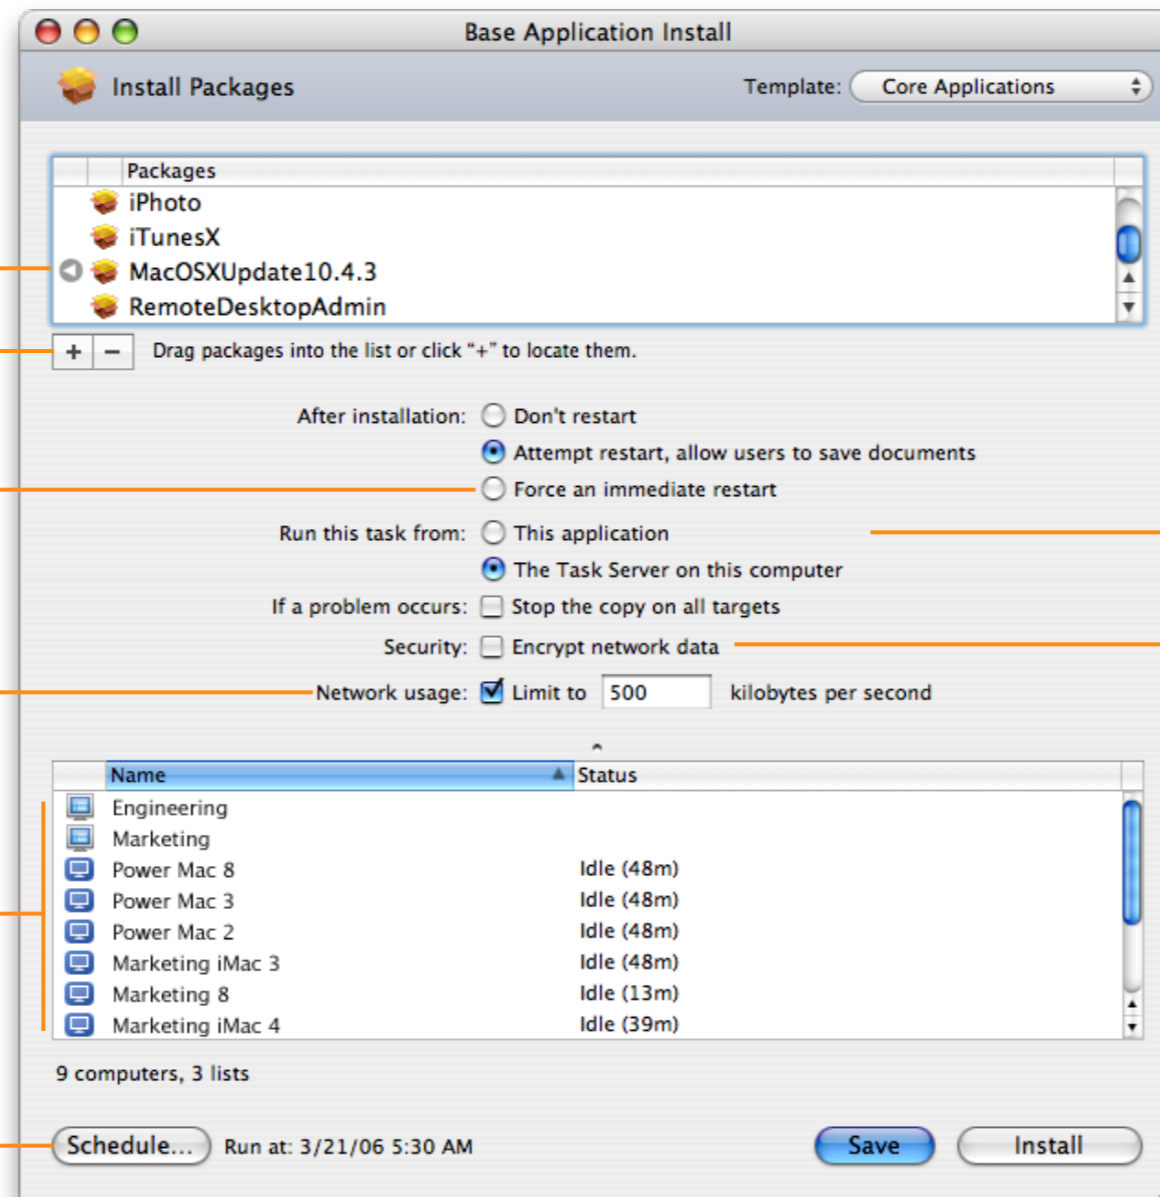 Base Application Install
Install Packages Template: Core Applications
Packages
iPhoto
iTunesX
MacOSXUpdate10.4.3
RemoteDesktopAdmin
+ − Drag packages into the list or click “+” to locate them.
After installation: Don't restart
Attempt restart, allow users to save documents
Force an immediate restart
Run this task from: This application
The Task Server on this computer
If a problem occurs: Stop the copy on all targets
Security: Encrypt network data
Network usage: Limit to 500 kilobytes per second
Name Status
Engineering
Marketing
Power Mac 8 Idle (48m)
Power Mac 3 Idle (48m)
Power Mac 2 Idle (48m)
Marketing iMac 3 Idle (48m)
Marketing 8 Idle (13m)
Marketing iMac 4 Idle (39m)
9 computers, 3 lists
Schedule... Run at: 3/21/06 5:30 AM Save Install